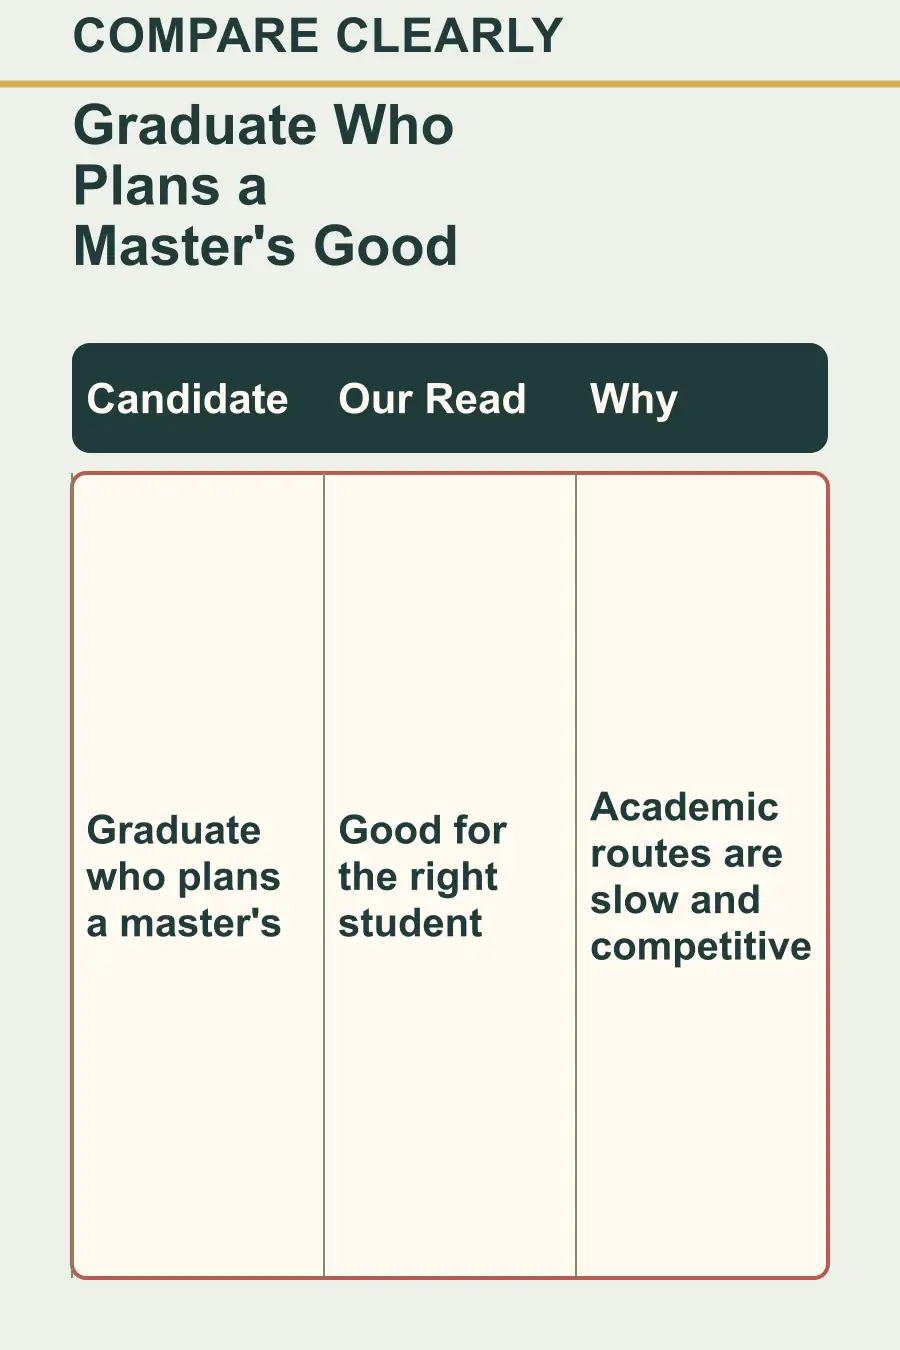 COMPARE CLEARLY
Graduate Who
Plans a
Master's Good
Candidate Our Read Why
Graduate
who plans
a master's
Good for
the right
student
Academic
routes are
slow and
competitive